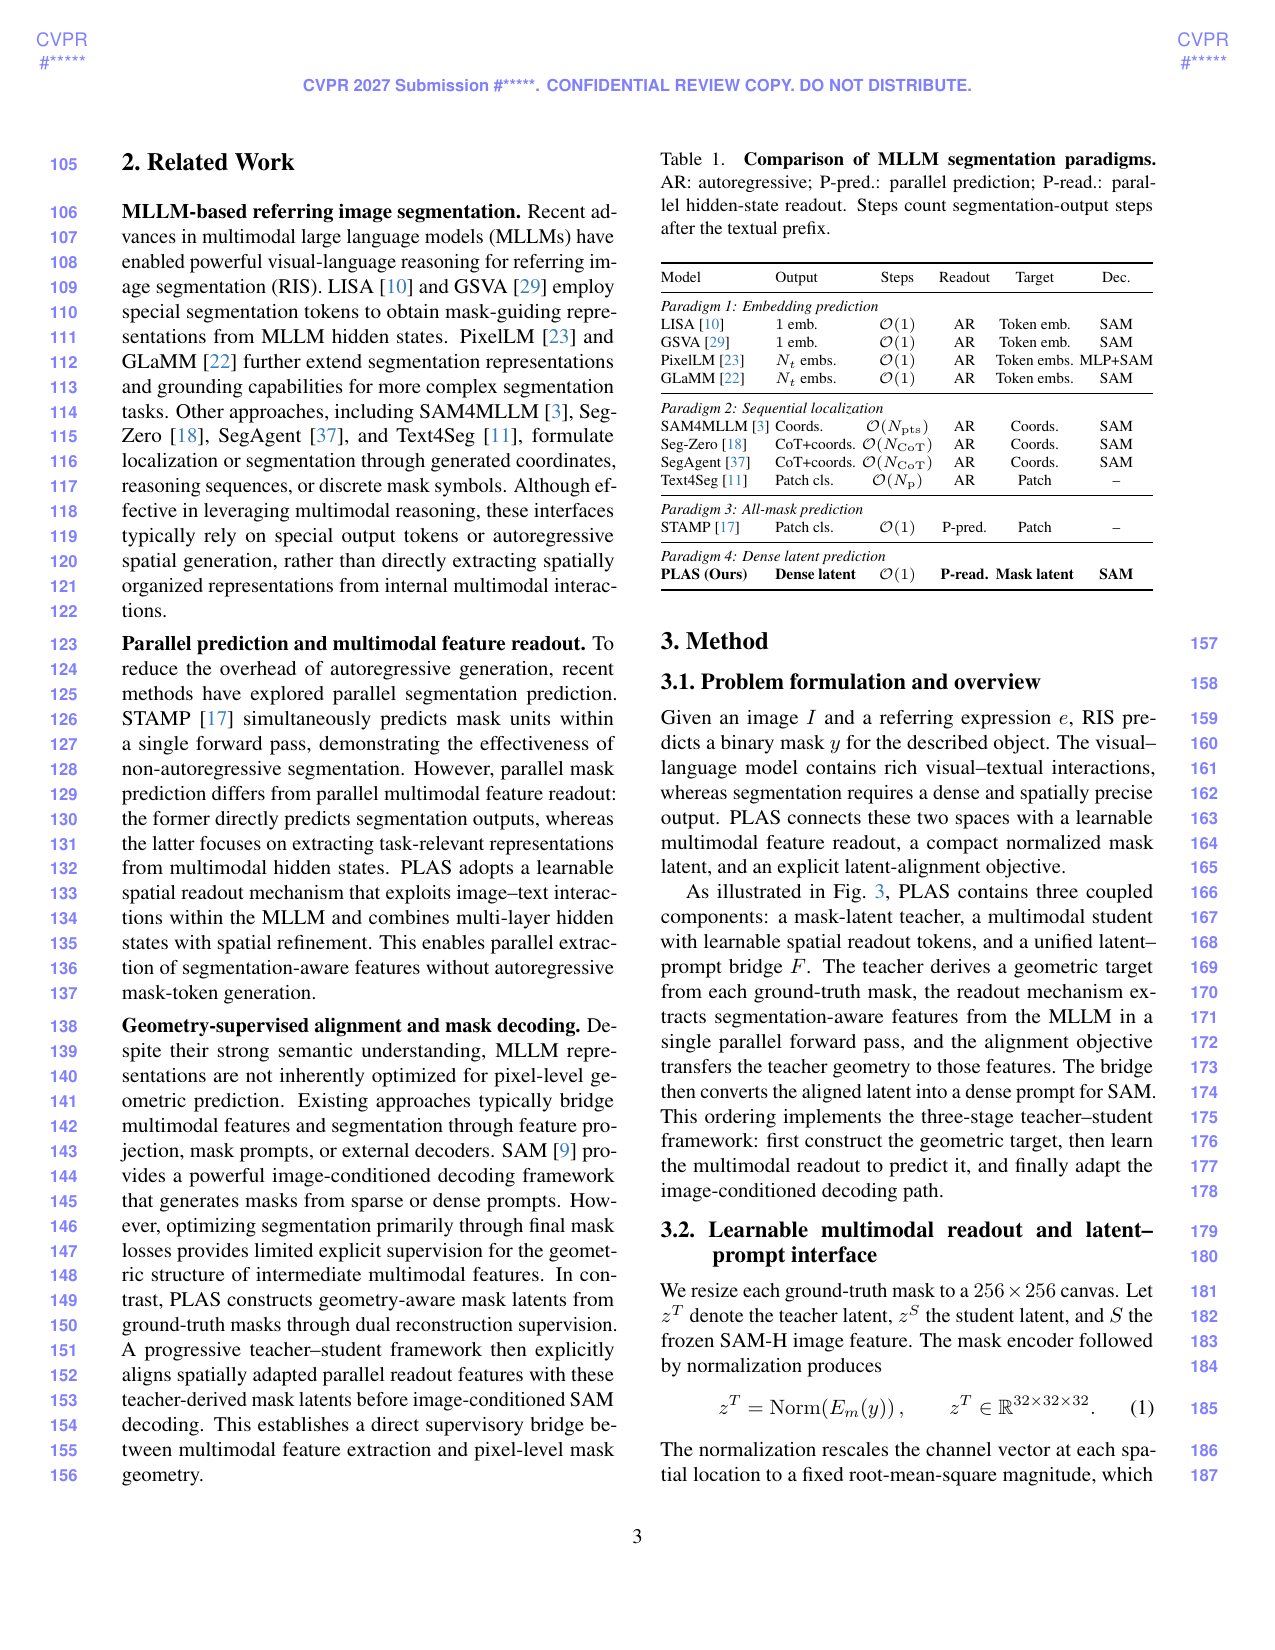 CVPR
#*****
CVPR
#*****
CVPR 2027 Submission #*****. CONFIDENTIAL REVIEW COPY. DO NOT DISTRIBUTE.
105 2. Related Work
106 MLLM-based referring image segmentation. Recent ad-
107 vances in multimodal large language models (MLLMs) have
108 enabled powerful visual-language reasoning for referring im-
109 age segmentation (RIS). LISA [10] and GSVA [29] employ
110 special segmentation tokens to obtain mask-guiding repre-
111 sentations from MLLM hidden states. PixelLM [23] and
112 GLaMM [22] further extend segmentation representations
113 and grounding capabilities for more complex segmentation
114 tasks. Other approaches, including SAM4MLLM [3], Seg-
115 Zero [18], SegAgent [37], and Text4Seg [11], formulate
116 localization or segmentation through generated coordinates,
117 reasoning sequences, or discrete mask symbols. Although ef-
118 fective in leveraging multimodal reasoning, these interfaces
119 typically rely on special output tokens or autoregressive
120 spatial generation, rather than directly extracting spatially
121 organized representations from internal multimodal interac-
122 tions.
123 Parallel prediction and multimodal feature readout. To
124 reduce the overhead of autoregressive generation, recent
125 methods have explored parallel segmentation prediction.
126 STAMP [17] simultaneously predicts mask units within
127 a single forward pass, demonstrating the effectiveness of
128 non-autoregressive segmentation. However, parallel mask
129 prediction differs from parallel multimodal feature readout:
130 the former directly predicts segmentation outputs, whereas
131 the latter focuses on extracting task-relevant representations
132 from multimodal hidden states. PLAS adopts a learnable
133 spatial readout mechanism that exploits image–text interac-
134 tions within the MLLM and combines multi-layer hidden
135 states with spatial refinement. This enables parallel extrac-
136 tion of segmentation-aware features without autoregressive
137 mask-token generation.
138 Geometry-supervised alignment and mask decoding. De-
139 spite their strong semantic understanding, MLLM repre-
140 sentations are not inherently optimized for pixel-level ge-
141 ometric prediction. Existing approaches typically bridge
142 multimodal features and segmentation through feature pro-
143 jection, mask prompts, or external decoders. SAM [9] pro-
144 vides a powerful image-conditioned decoding framework
145 that generates masks from sparse or dense prompts. How-
146 ever, optimizing segmentation primarily through final mask
147 losses provides limited explicit supervision for the geomet-
148 ric structure of intermediate multimodal features. In con-
149 trast, PLAS constructs geometry-aware mask latents from
150 ground-truth masks through dual reconstruction supervision.
151 A progressive teacher–student framework then explicitly
152 aligns spatially adapted parallel readout features with these
153 teacher-derived mask latents before image-conditioned SAM
154 decoding. This establishes a direct supervisory bridge be-
155 tween multimodal feature extraction and pixel-level mask
156 geometry.
Table 1. Comparison of MLLM segmentation paradigms.
AR: autoregressive; P-pred.: parallel prediction; P-read.: paral-
lel hidden-state readout. Steps count segmentation-output steps
after the textual prefix.
Model Output Steps Readout Target Dec.
Paradigm 1: Embedding prediction
LISA [10] 1 emb. O(1) AR Token emb. SAM
GSVA [29] 1 emb. O(1) AR Token emb. SAM
PixelLM [23] N_t embs. O(1) AR Token embs. MLP+SAM
GLaMM [22] N_t embs. O(1) AR Token embs. SAM
Paradigm 2: Sequential localization
SAM4MLLM [3] Coords. O(N_pts) AR Coords. SAM
Seg-Zero [18] CoT+coords. O(N_CoT) AR Coords. SAM
SegAgent [37] CoT+coords. O(N_CoT) AR Coords. SAM
Text4Seg [11] Patch cls. O(N_p) AR Patch –
Paradigm 3: All-mask prediction
STAMP [17] Patch cls. O(1) P-pred. Patch –
Paradigm 4: Dense latent prediction
PLAS (Ours) Dense latent O(1) P-read. Mask latent SAM
3. Method 157
3.1. Problem formulation and overview 158
Given an image I and a referring expression e, RIS pre- 159
dicts a binary mask y for the described object. The visual– 160
language model contains rich visual–textual interactions, 161
whereas segmentation requires a dense and spatially precise 162
output. PLAS connects these two spaces with a learnable 163
multimodal feature readout, a compact normalized mask 164
latent, and an explicit latent-alignment objective. 165
As illustrated in Fig. 3, PLAS contains three coupled 166
components: a mask-latent teacher, a multimodal student 167
with learnable spatial readout tokens, and a unified latent– 168
prompt bridge F. The teacher derives a geometric target 169
from each ground-truth mask, the readout mechanism ex- 170
tracts segmentation-aware features from the MLLM in a 171
single parallel forward pass, and the alignment objective 172
transfers the teacher geometry to those features. The bridge 173
then converts the aligned latent into a dense prompt for SAM. 174
This ordering implements the three-stage teacher–student 175
framework: first construct the geometric target, then learn 176
the multimodal readout to predict it, and finally adapt the 177
image-conditioned decoding path. 178
3.2. Learnable multimodal readout and latent– 179
prompt interface 180
We resize each ground-truth mask to a 256 × 256 canvas. Let 181
z^T denote the teacher latent, z^S the student latent, and S the 182
frozen SAM-H image feature. The mask encoder followed 183
by normalization produces 184
z^T = Norm(E_m(y)), z^T ∈ ℝ^{32×32×32}. (1) 185
The normalization rescales the channel vector at each spa- 186
tial location to a fixed root-mean-square magnitude, which 187
3